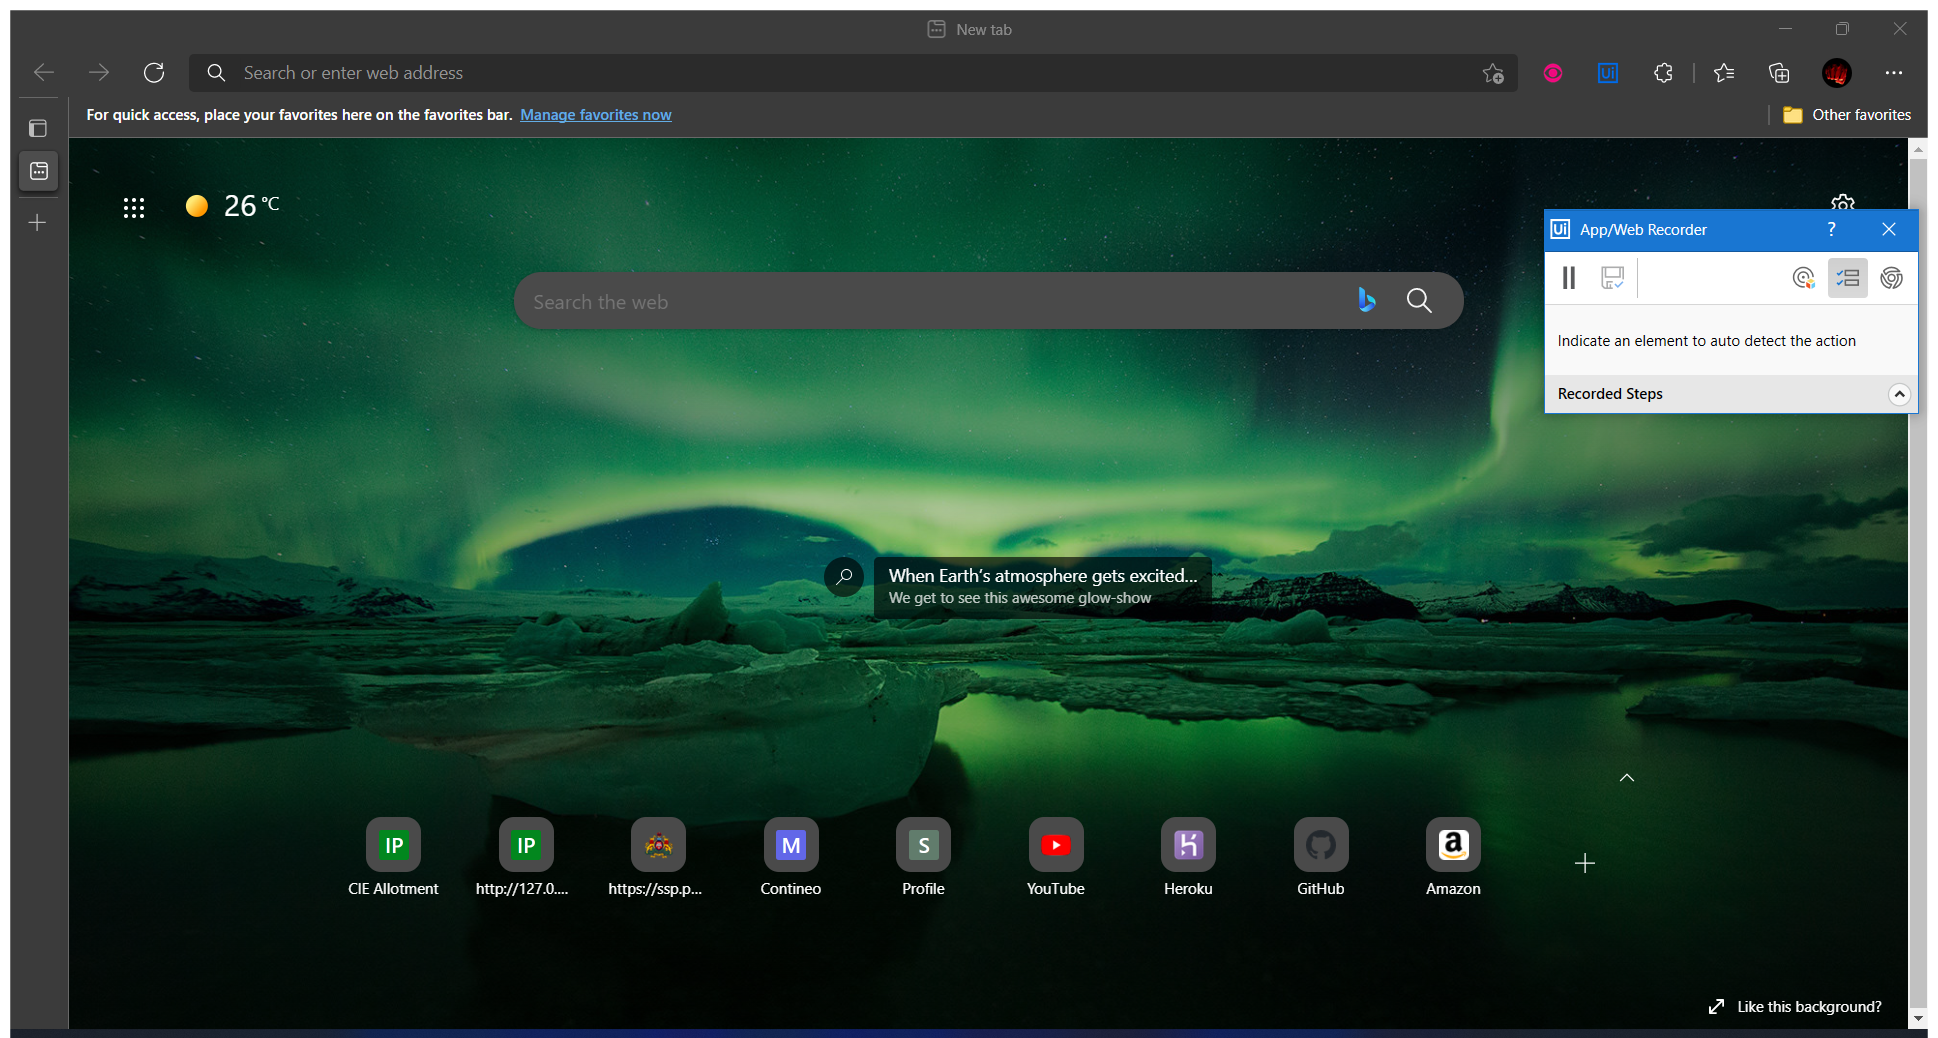 New tab
Search or enter web address
Ui
For quick access, place your favorites here on the favorites bar. Manage favorites now
Other favorites
26 °C
Ui App/Web Recorder ?
Search the web
Indicate an element to auto detect the action
Recorded Steps
When Earth's atmosphere gets excited...
We get to see this awesome glow-show
IP IP M S a
CIE Allotment http://127.0.... https://ssp.p... Contineo Profile YouTube Heroku GitHub Amazon
Like this background?